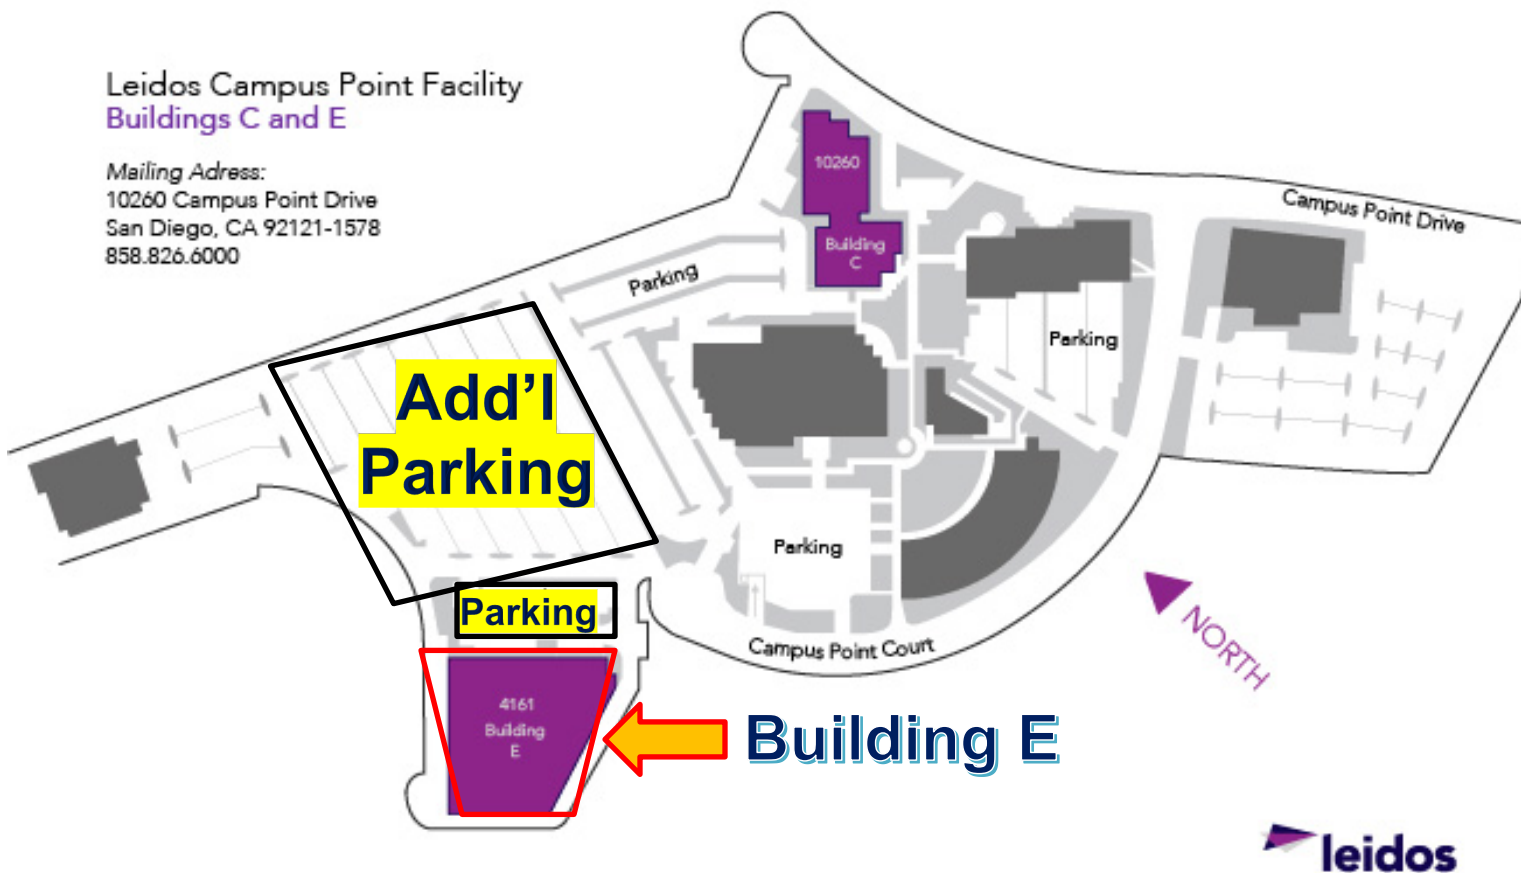 Leidos Campus Point Facility
Buildings C and E
Mailing Adress:
10260 Campus Point Drive
San Diego, CA 92121-1578
858.826.6000
10260
Building
C
Campus Point Drive
Parking
Parking
Add’l
Parking
Parking
Parking
Campus Point Court
NORTH
4161
Building
E
Building E
leidos